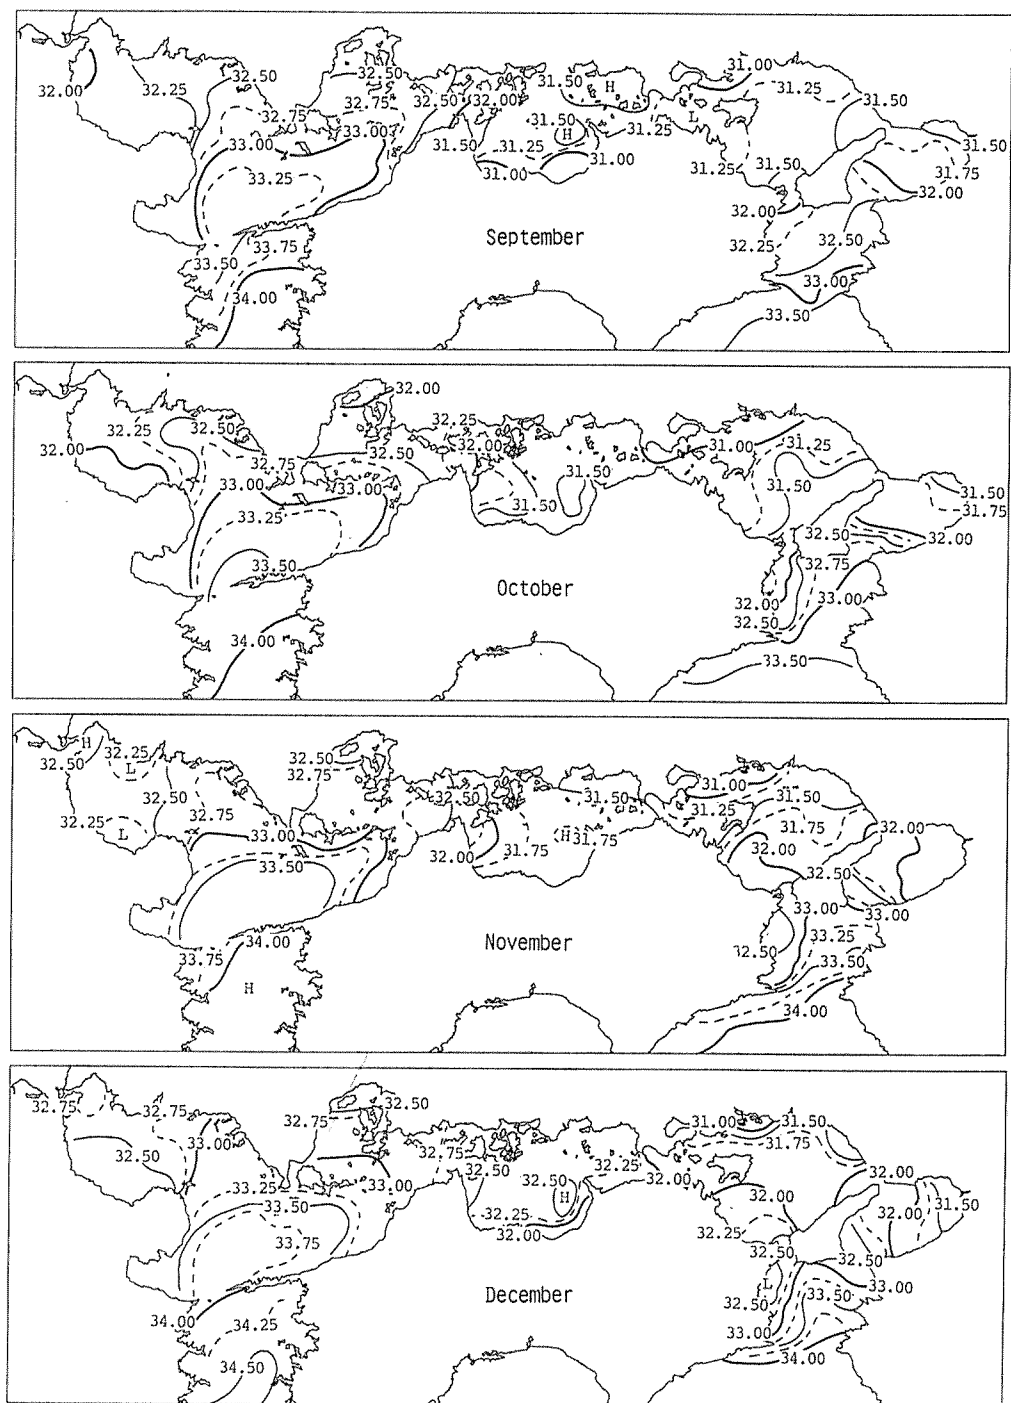 32.50 32.50 31.50 H 31.00
32.00 32.25 32.75 32.50 32.00 31.25 31.50
32.75 33.00 31.50 H 31.25 L 31.50
33.00 31.50 31.25 31.00 31.25 31.50 31.75
33.25 31.00 32.00 32.00
33.75 September 32.25 32.50
33.50
34.00 33.00
33.50
32.00
32.25 32.50 32.25 31.00 31.25
32.00 32.75 32.50 32.00 31.50 31.50 31.50
33.00 33.00 31.50 31.75
33.25 32.50 32.00
33.50 October 32.75
32.00 33.00
34.00 32.50
33.50
H 32.25 32.50
32.50 L 32.75 31.00 31.50
32.50 32.50 31.50 31.25
32.25 L 32.75 33.00 H 31.75 31.75 32.00
33.50 32.00 31.75 32.00
32.50
33.00 33.00
34.00 November 33.25
33.75 32.50 33.50
H 34.00
32.75 32.75 32.50 31.00 31.50
33.00 32.75 31.75
32.50 32.75 32.50 32.25 32.00
33.25 33.00 32.50 H 32.00 31.50
33.50 32.25 32.00 32.00
33.75 32.00 32.25
32.50 32.50
December L 33.00
34.00 32.50 33.50
34.25 33.00
34.50 34.00